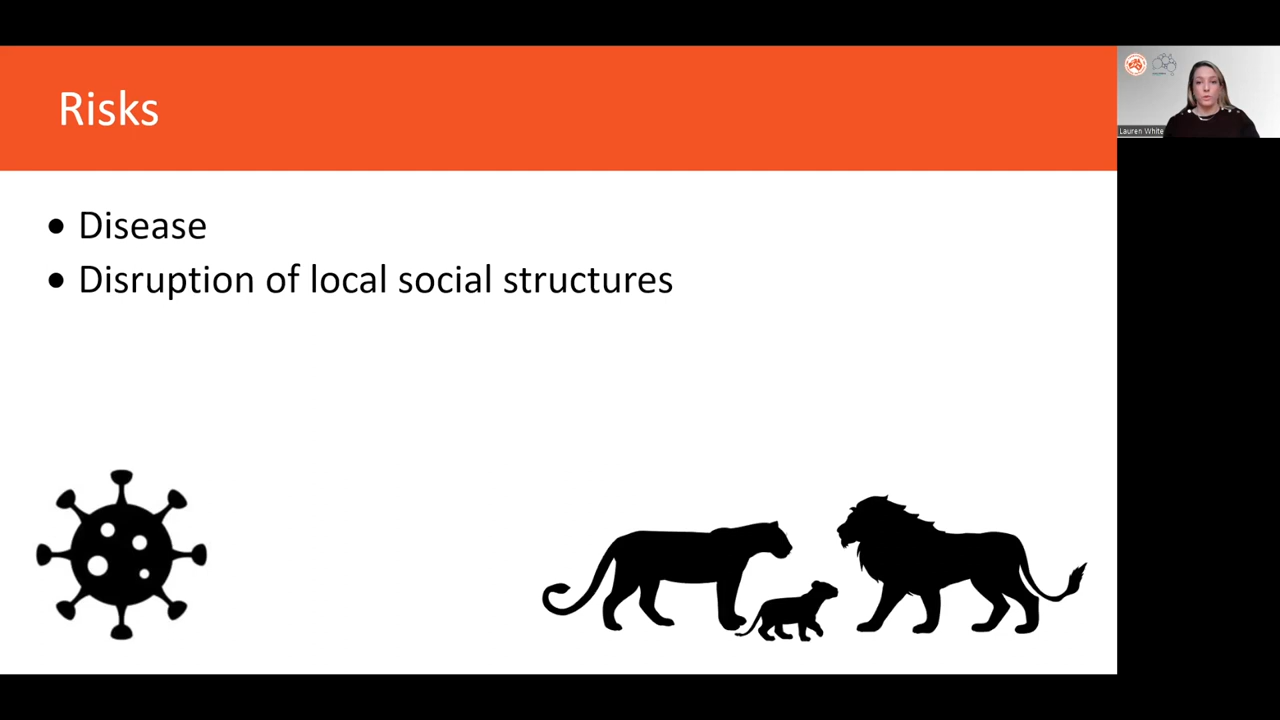 Risks
• Disease
• Disruption of local social structures
Lauren White